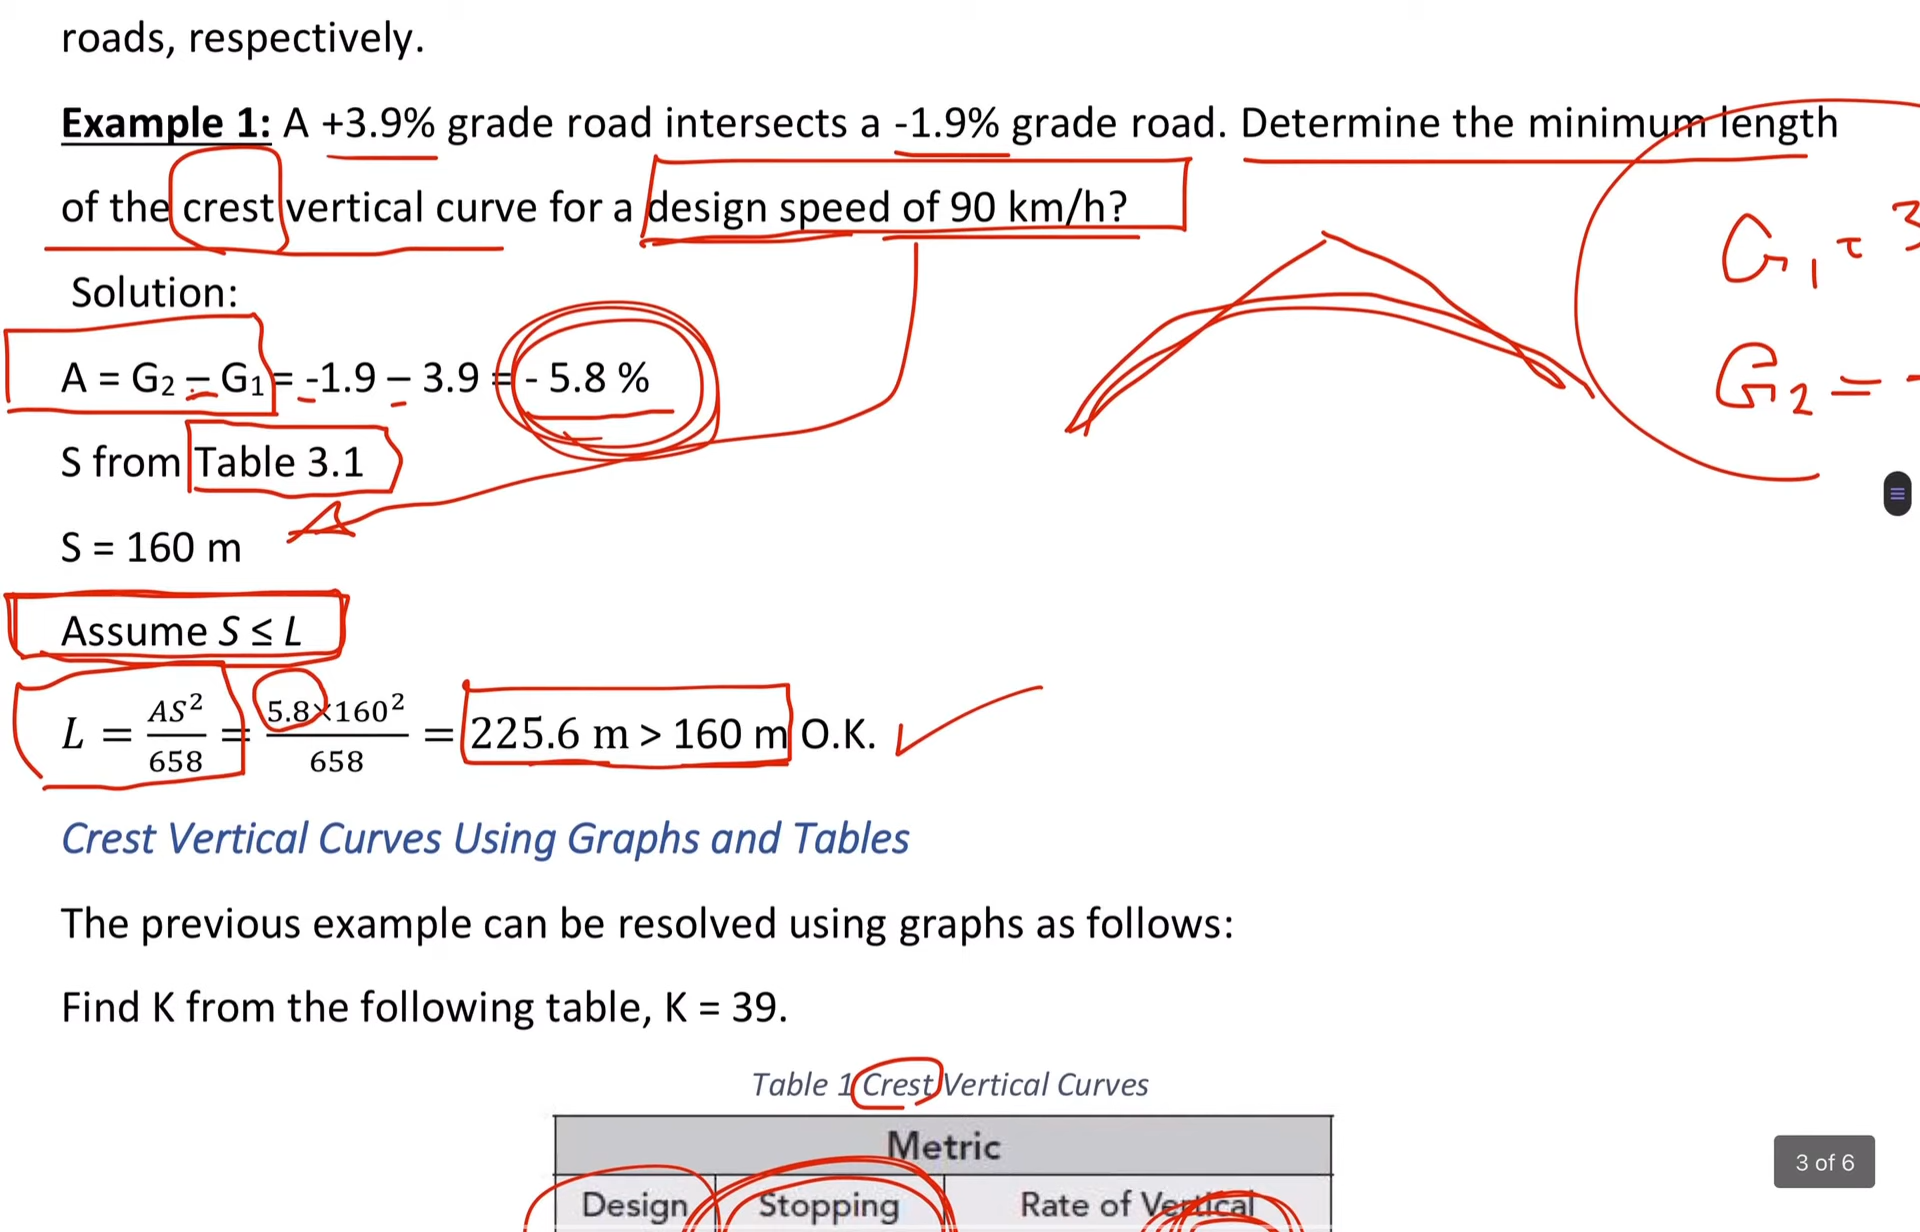 roads, respectively.
Example 1: A +3.9% grade road intersects a -1.9% grade road. Determine the minimum length
of the crest vertical curve for a design speed of 90 km/h?
G₁ = 3
Solution:
A = G₂ – G₁ = -1.9 – 3.9 = - 5.8 %
G₂ = -
S from Table 3.1
S = 160 m
Assume S ≤ L
L = AS²/658 = 5.8×160²/658 = 225.6 m > 160 m O.K.
Crest Vertical Curves Using Graphs and Tables
The previous example can be resolved using graphs as follows:
Find K from the following table, K = 39.
Table 1 Crest Vertical Curves
Metric
3 of 6
Design Stopping Rate of Vertical